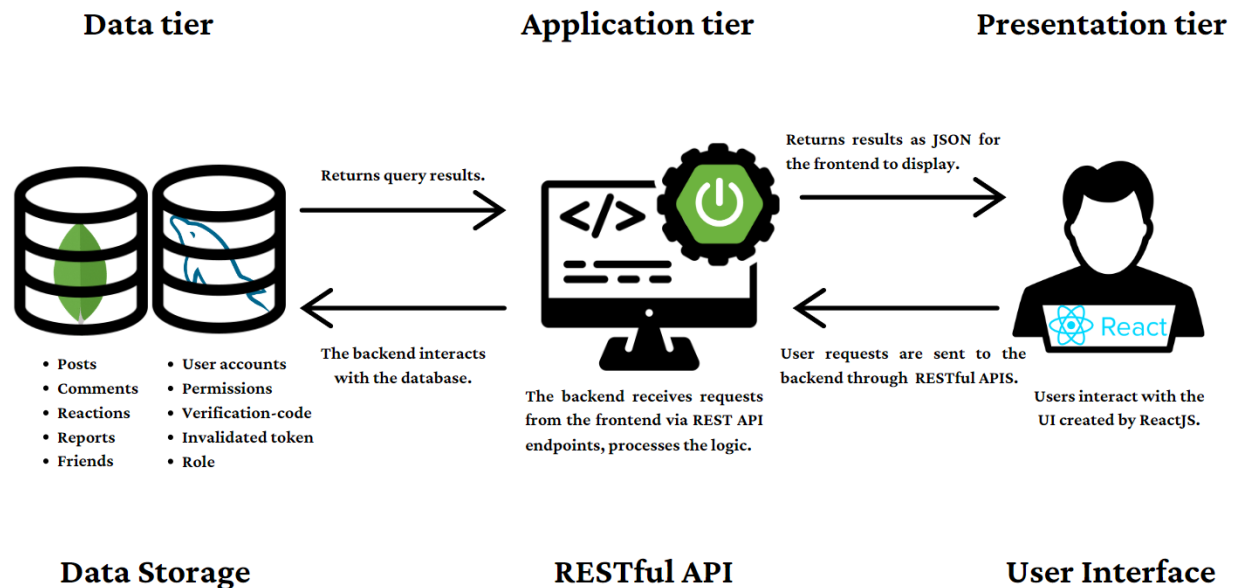 Data tier
Application tier
Presentation tier
Returns query results.
Returns results as JSON for
the frontend to display.
</>
React
The backend interacts
with the database.
User requests are sent to the
backend through RESTful APIS.
• Posts
• Comments
• Reactions
• Reports
• Friends
• User accounts
• Permissions
• Verification-code
• Invalidated token
• Role
The backend receives requests
from the frontend via REST API
endpoints, processes the logic.
Users interact with the
UI created by ReactJS.
Data Storage
RESTful API
User Interface